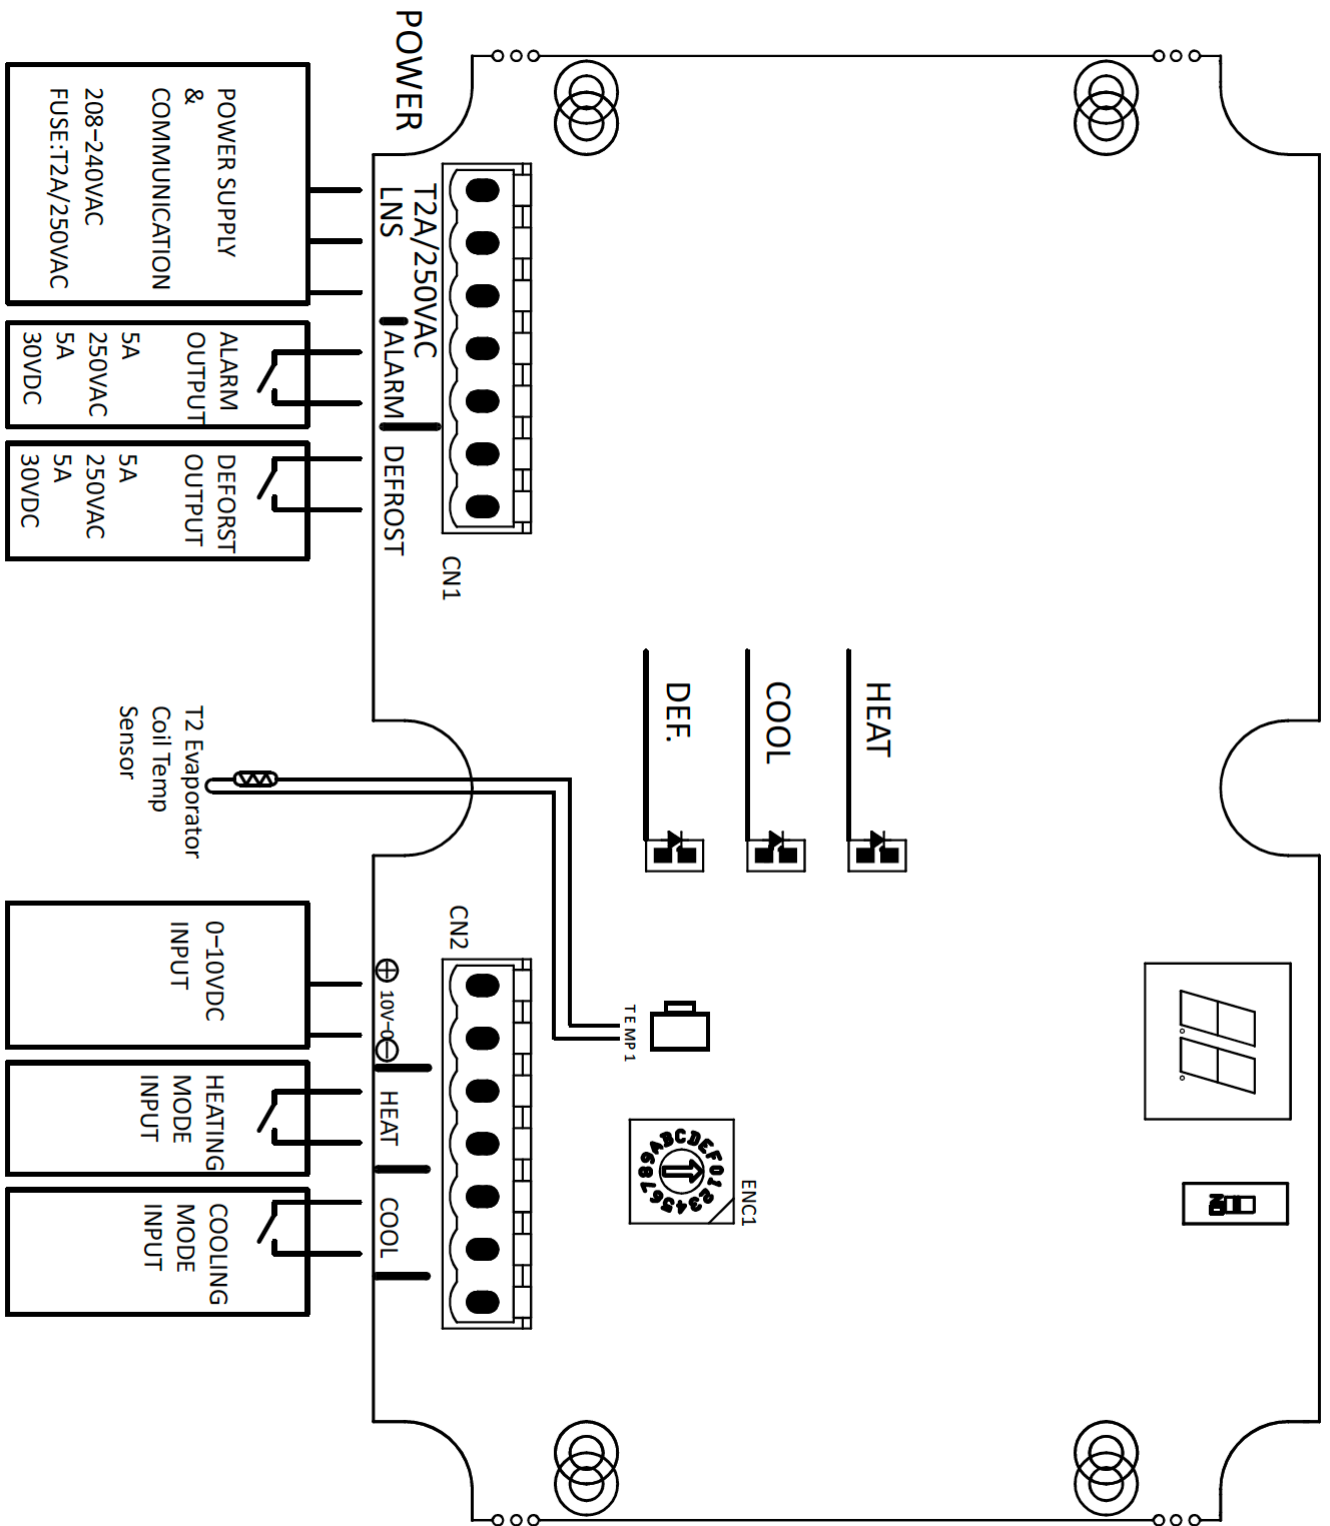 POWER
T2A/250VAC
LNS
ALARM
DEFROST
CN1
POWER SUPPLY
&
COMMUNICATION
208-240VAC
FUSE:T2A/250VAC
ALARM
OUTPUT
5A
250VAC
5A
30VDC
DEFORST
OUTPUT
5A
250VAC
5A
30VDC
HEAT
COOL
DEF.
T2 Evaporator
Coil Temp
Sensor
TEMP1
CN2
⊕ 10V-0⊖
HEAT
COOL
0-10VDC
INPUT
HEATING
MODE
INPUT
COOLING
MODE
INPUT
ENC1
0123456789ABCDEF
ON